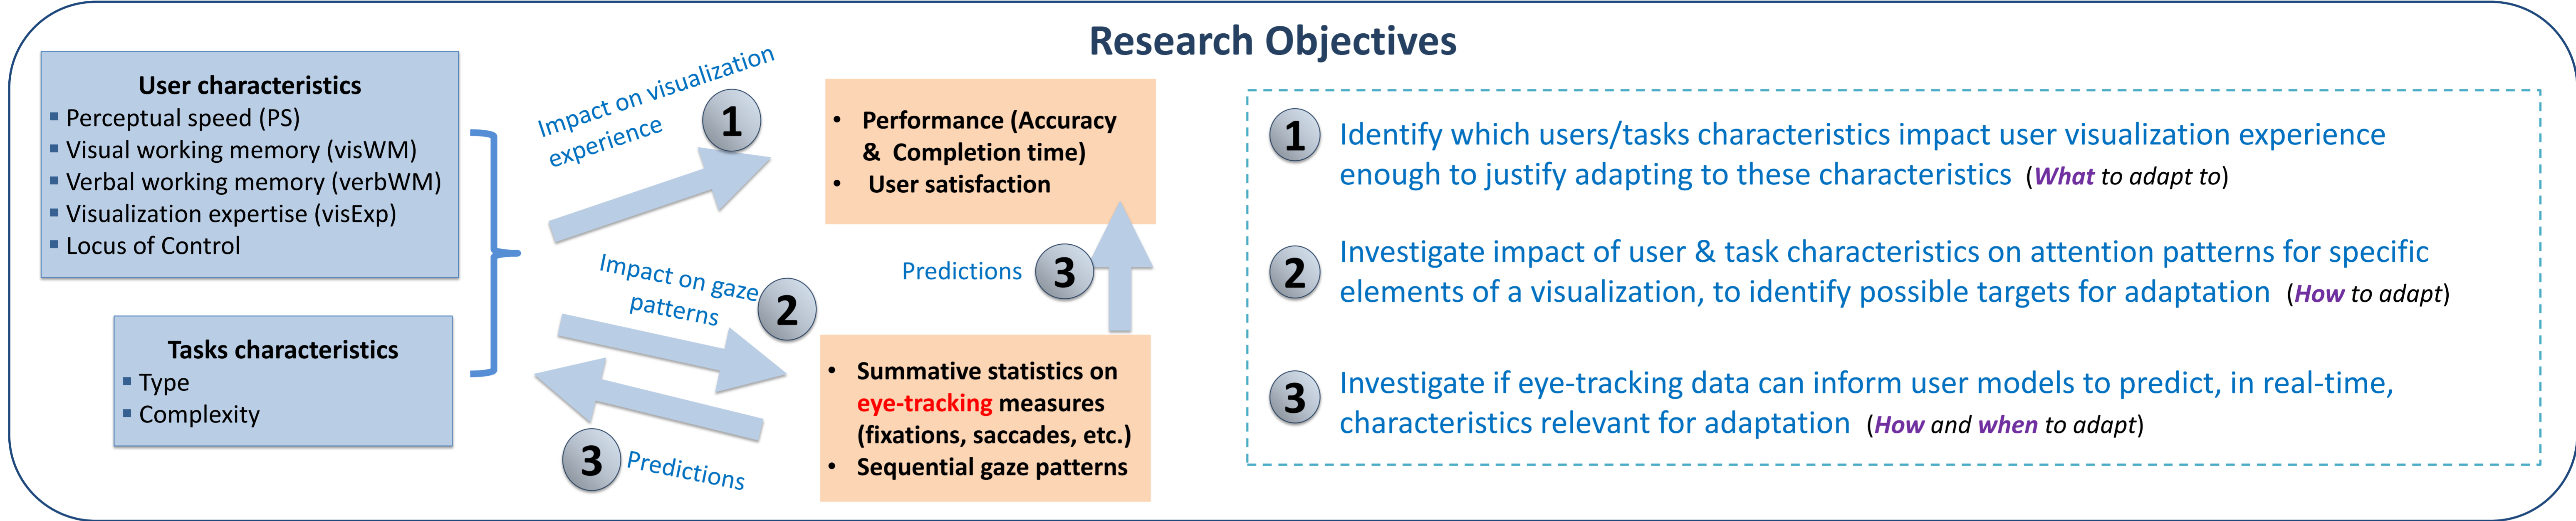 Research Objectives
User characteristics
▪ Perceptual speed (PS)
▪ Visual working memory (visWM)
▪ Verbal working memory (verbWM)
▪ Visualization expertise (visExp)
▪ Locus of Control
Tasks characteristics
▪ Type
▪ Complexity
Impact on visualization
experience
1
Impact on gaze
patterns
2
3
Predictions
• Performance (Accuracy
& Completion time)
• User satisfaction
Predictions
3
• Summative statistics on
eye-tracking measures
(fixations, saccades, etc.)
• Sequential gaze patterns
1
Identify which users/tasks characteristics impact user visualization experience
enough to justify adapting to these characteristics (What to adapt to)
2
Investigate impact of user & task characteristics on attention patterns for specific
elements of a visualization, to identify possible targets for adaptation (How to adapt)
3
Investigate if eye-tracking data can inform user models to predict, in real-time,
characteristics relevant for adaptation (How and when to adapt)